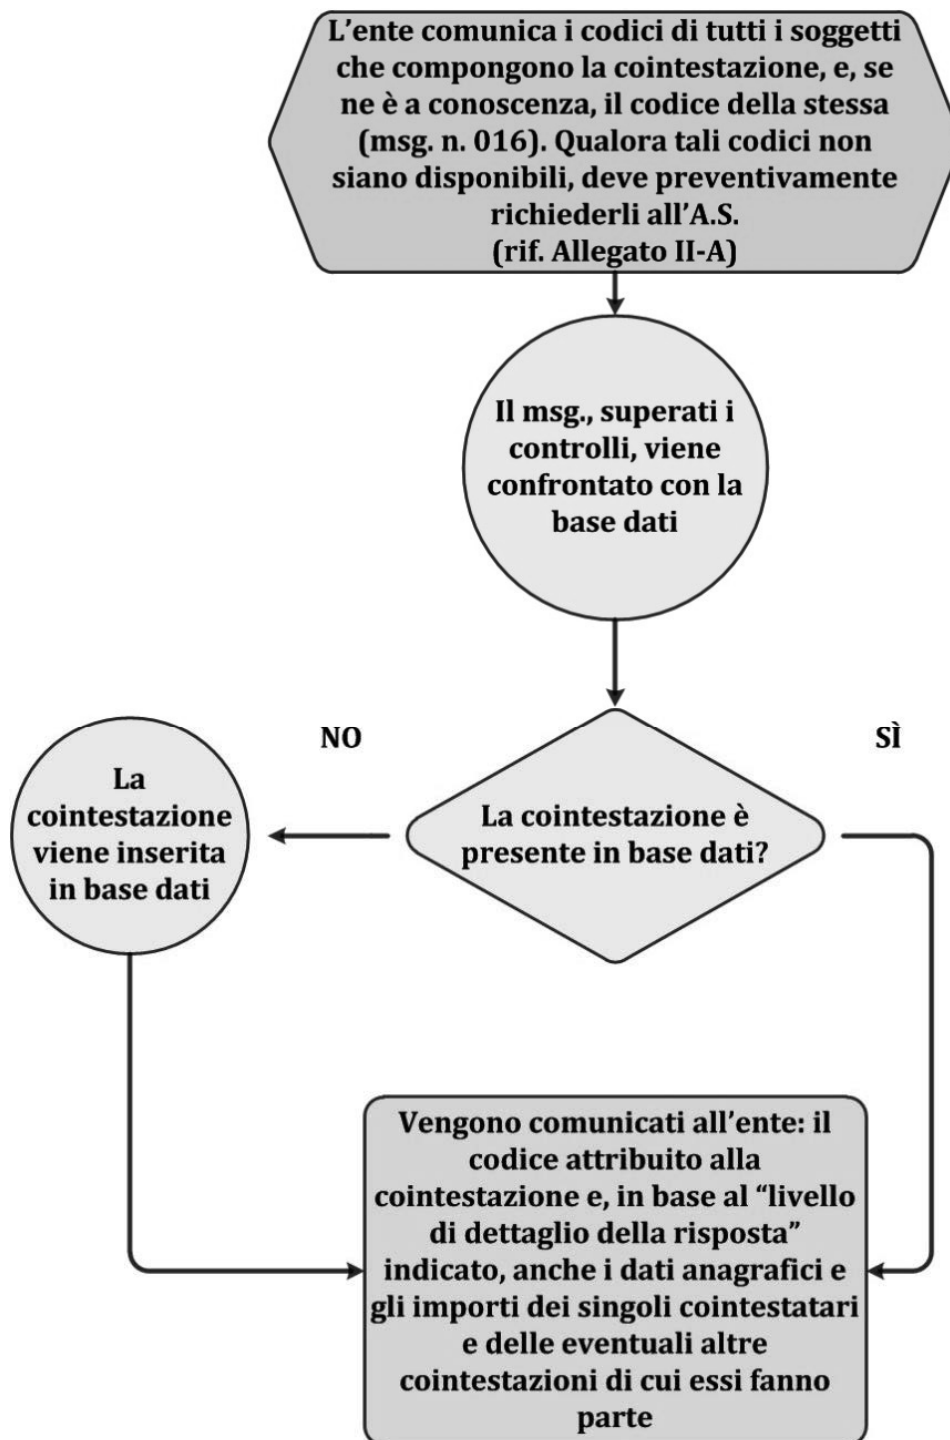 L’ente comunica i codici di tutti i soggetti
che compongono la cointestazione, e, se
ne è a conoscenza, il codice della stessa
(msg. n. 016). Qualora tali codici non
siano disponibili, deve preventivamente
richiederli all’A.S.
(rif. Allegato II-A)
Il msg., superati i
controlli, viene
confrontato con la
base dati
NO
SÌ
La cointestazione è
presente in base dati?
La
cointestazione
viene inserita
in base dati
Vengono comunicati all’ente: il
codice attribuito alla
cointestazione e, in base al “livello
di dettaglio della risposta”
indicato, anche i dati anagrafici e
gli importi dei singoli cointestatari
e delle eventuali altre
cointestazioni di cui essi fanno
parte